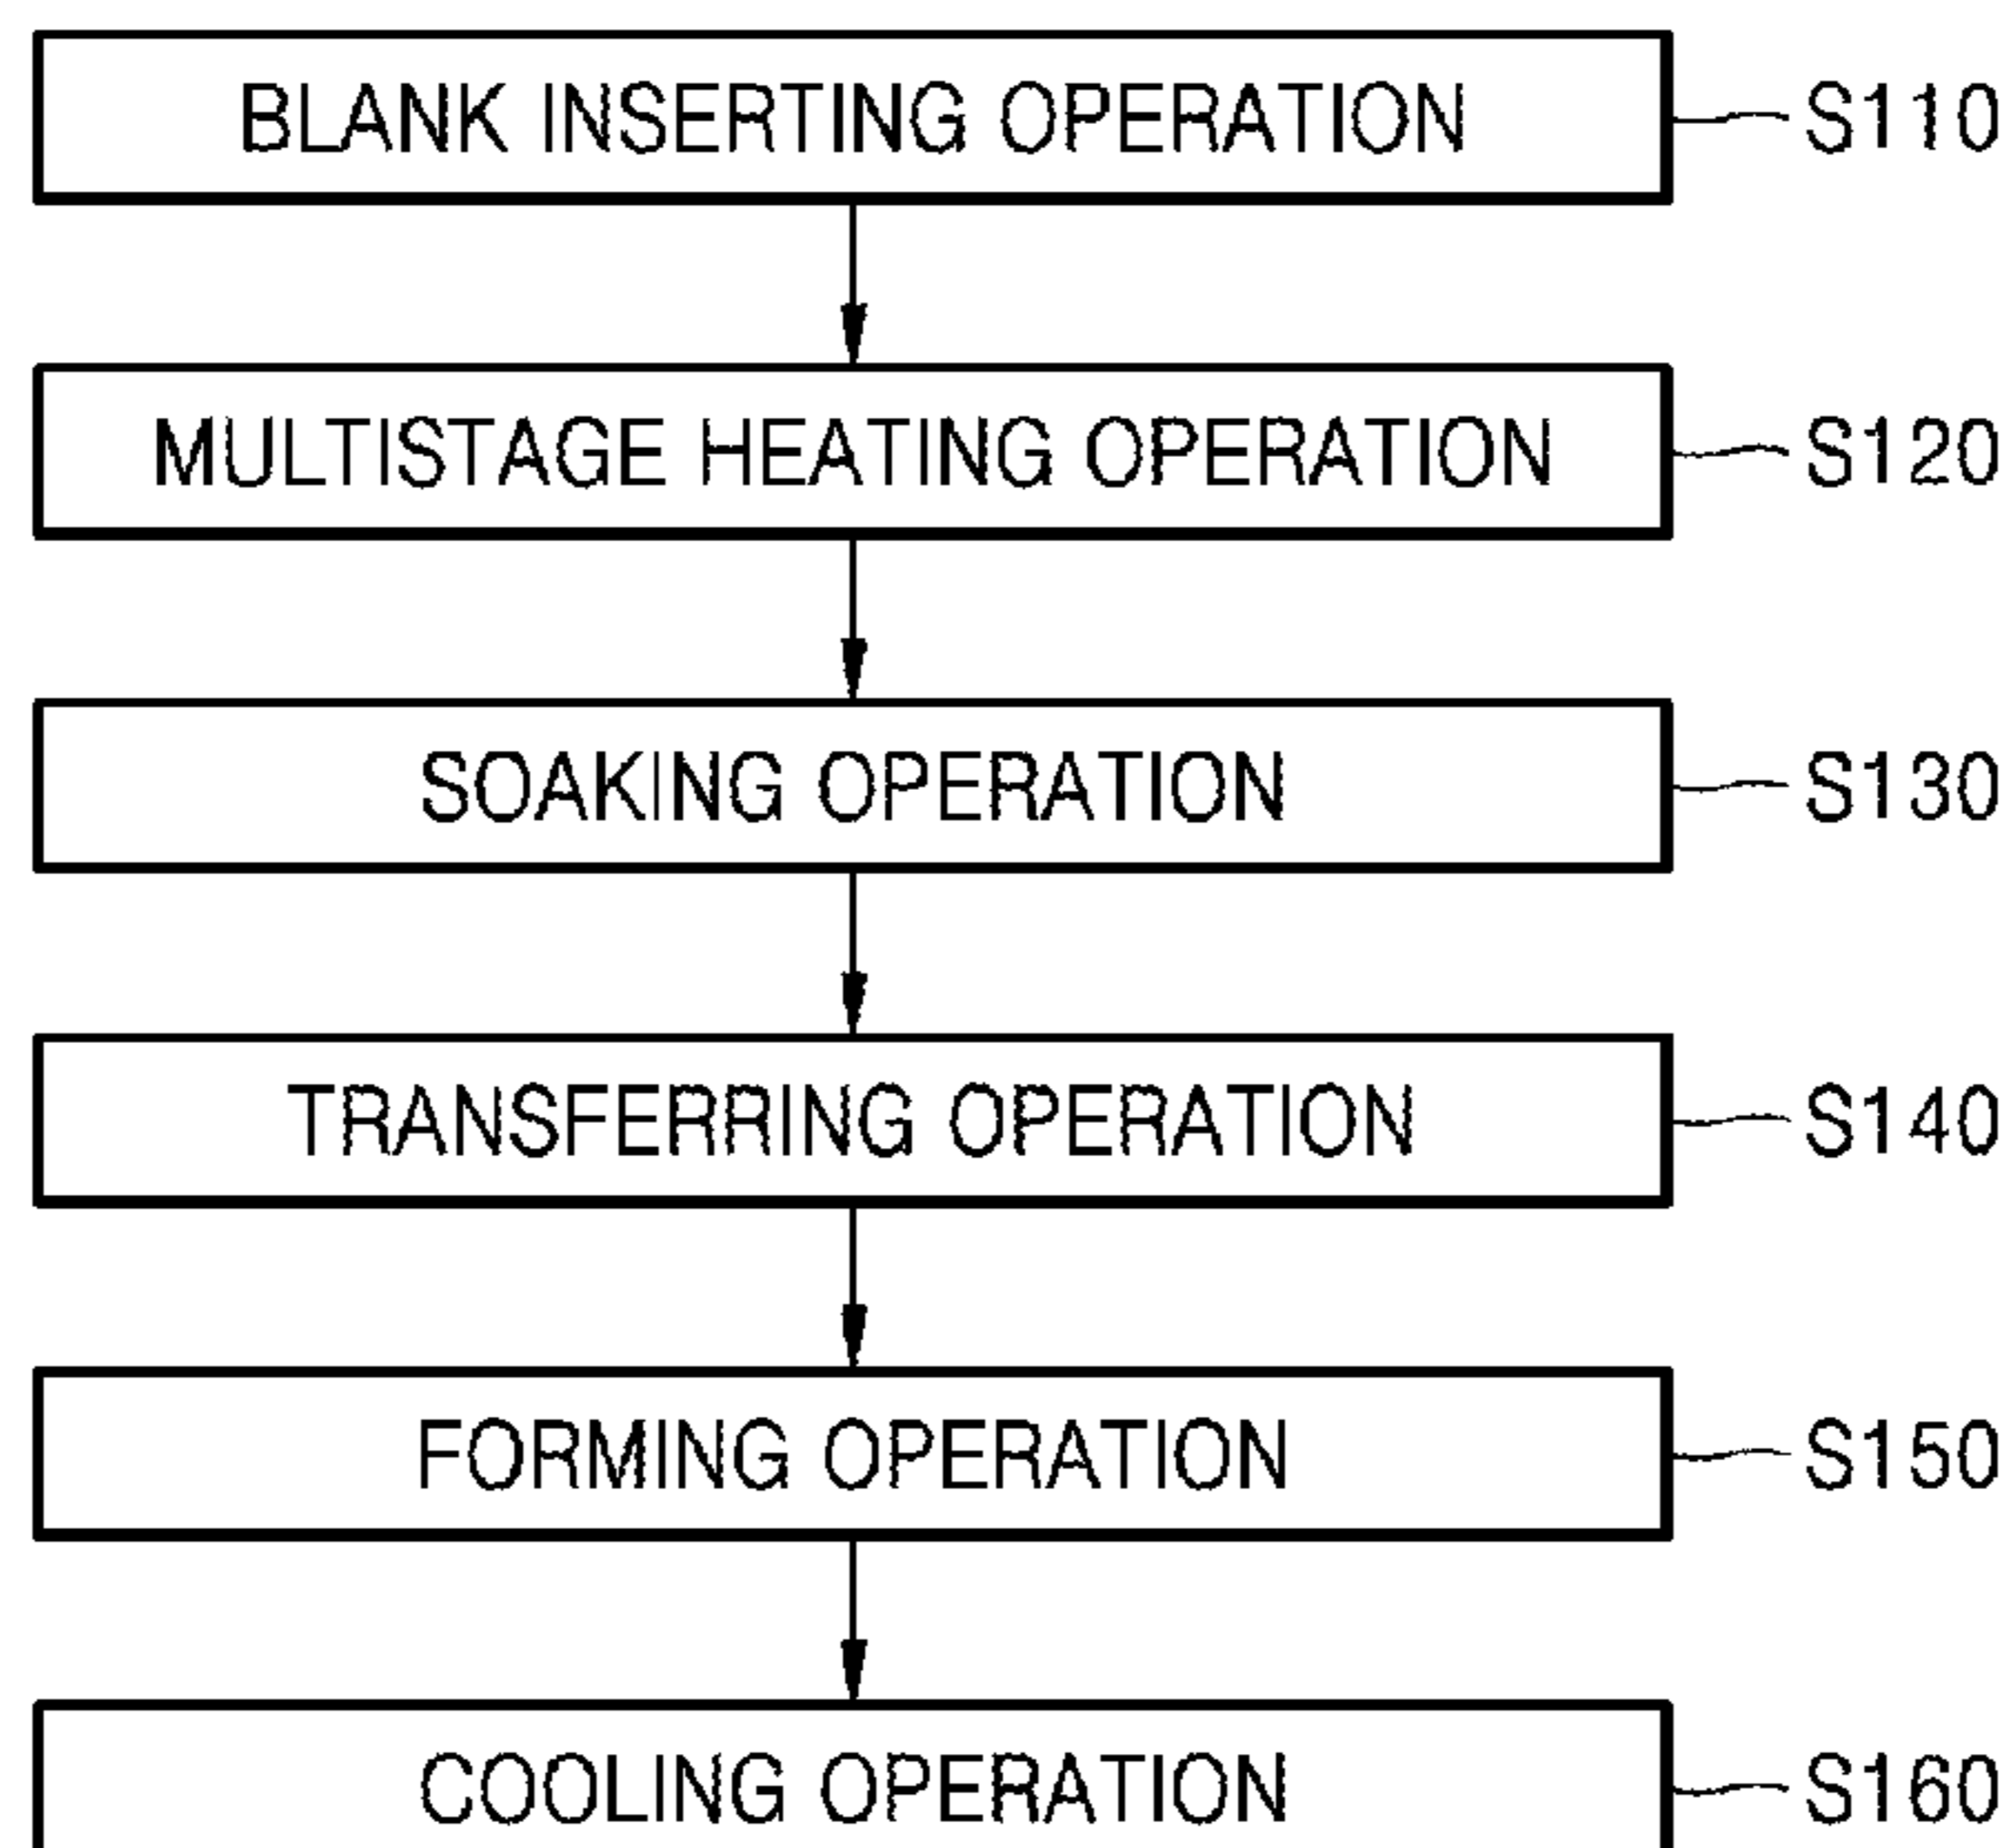 BLANK INSERTING OPERATION S110
MULTISTAGE HEATING OPERATION S120
SOAKING OPERATION S130
TRANSFERRING OPERATION S140
FORMING OPERATION S150
COOLING OPERATION S160